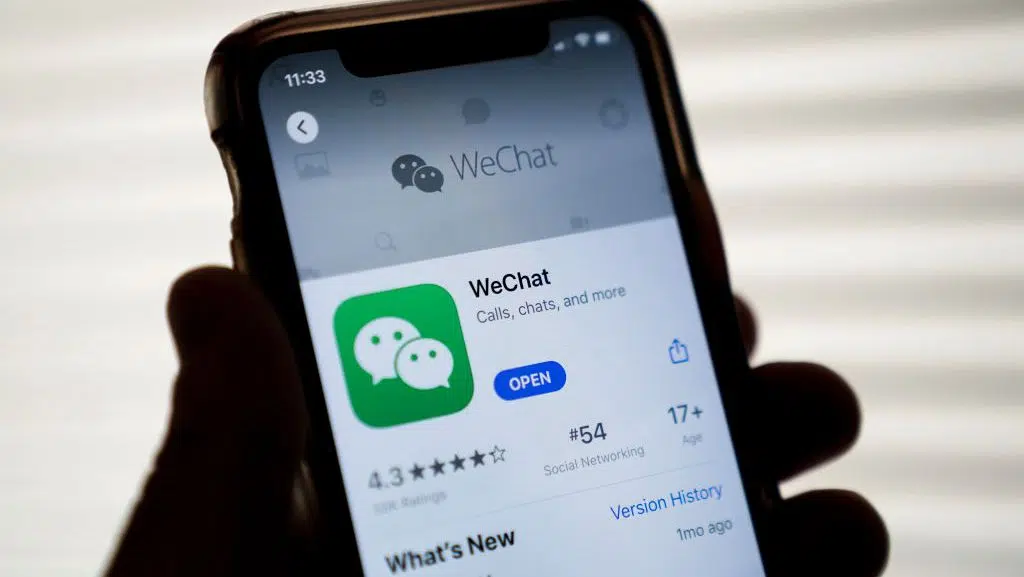 11:33
WeChat
WeChat
Calls, chats, and more
OPEN
4.3
#54
17+
Social Networking
Age
Ratings
What's New
Version History
1mo ago